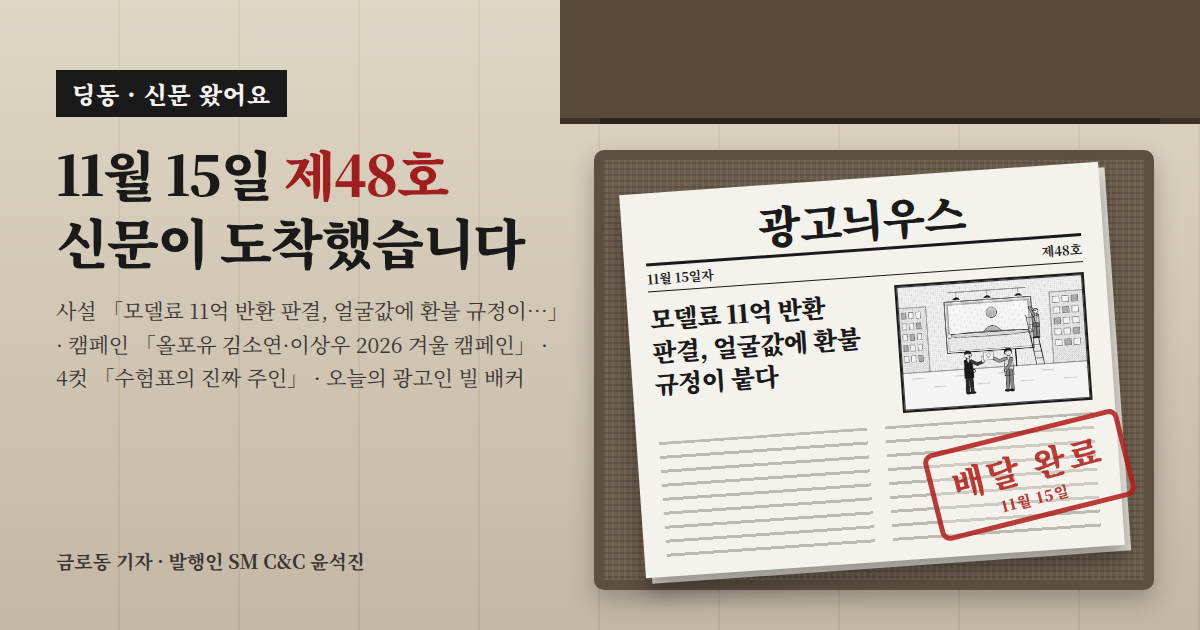 딩동 · 신문 왔어요
11월 15일 제48호
신문이 도착했습니다
사설 「모델료 11억 반환 판결, 얼굴값에 환불 규정이…」
· 캠페인 「올포유 김소연·이상우 2026 겨울 캠페인」 ·
4컷 「수험표의 진짜 주인」 · 오늘의 광고인 빌 배커
금로동 기자 · 발행인 SM C&C 윤석진
광고늬우스
11월 15일자
제48호
모델료 11억 반환
판결, 얼굴값에 환불
규정이 붙다
배달 완료
11월 15일